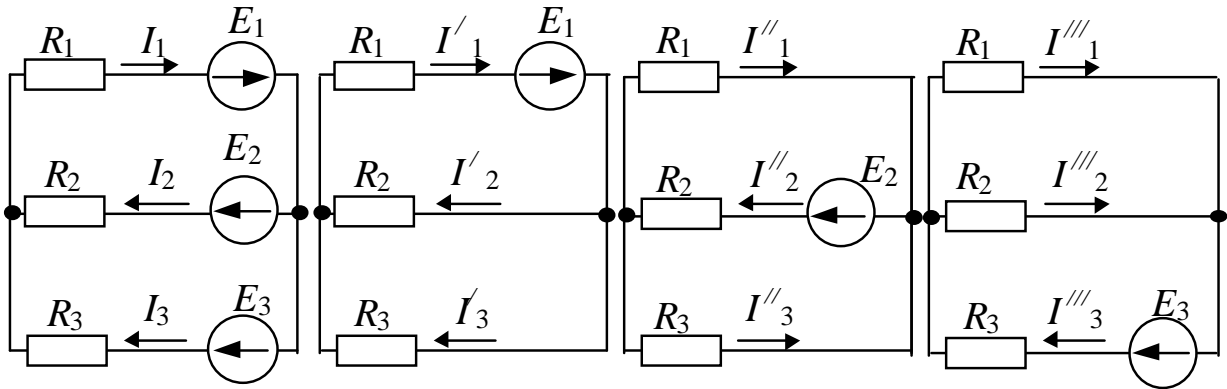 R1 I1 E1
R2 I2 E2
R3 I3 E3
R1 I/1 E1
R2 I/2
R3 I/3
R1 I//1
R2 I//2 E2
R3 I//3
R1 I///1
R2 I///2
R3 I///3 E3